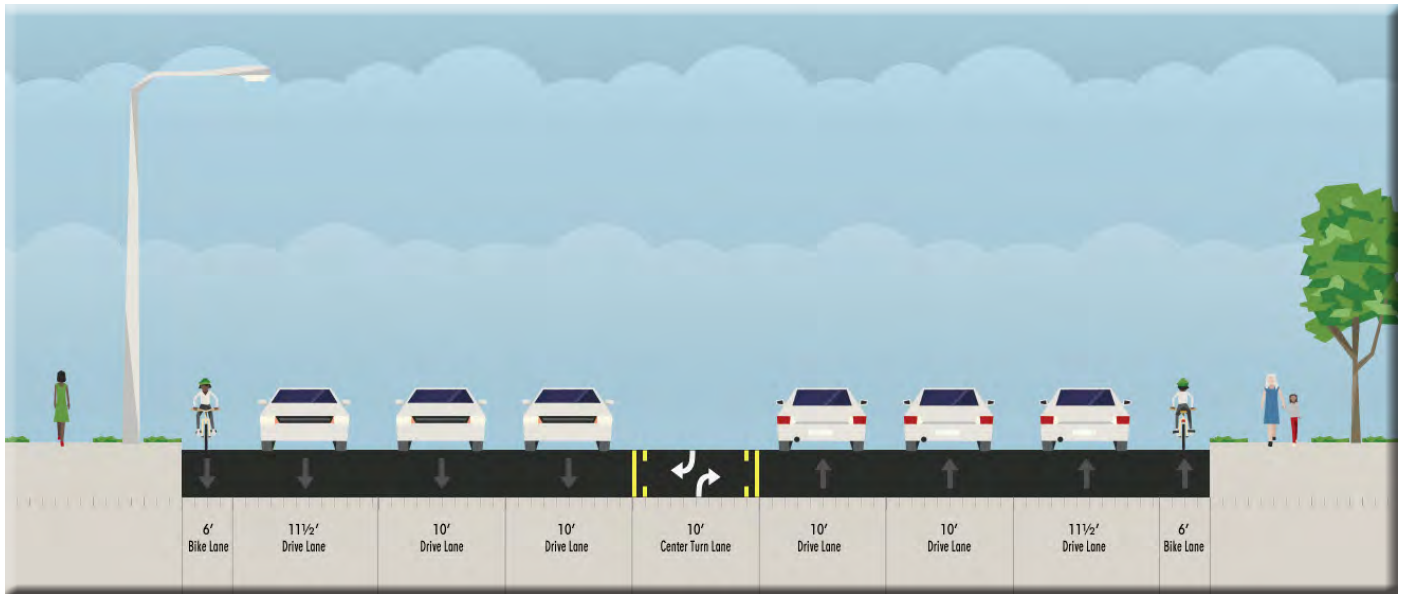 6′
Bike Lane
11½′
Drive Lane
10′
Drive Lane
10′
Drive Lane
10′
Center Turn Lane
10′
Drive Lane
10′
Drive Lane
11½′
Drive Lane
6′
Bike Lane